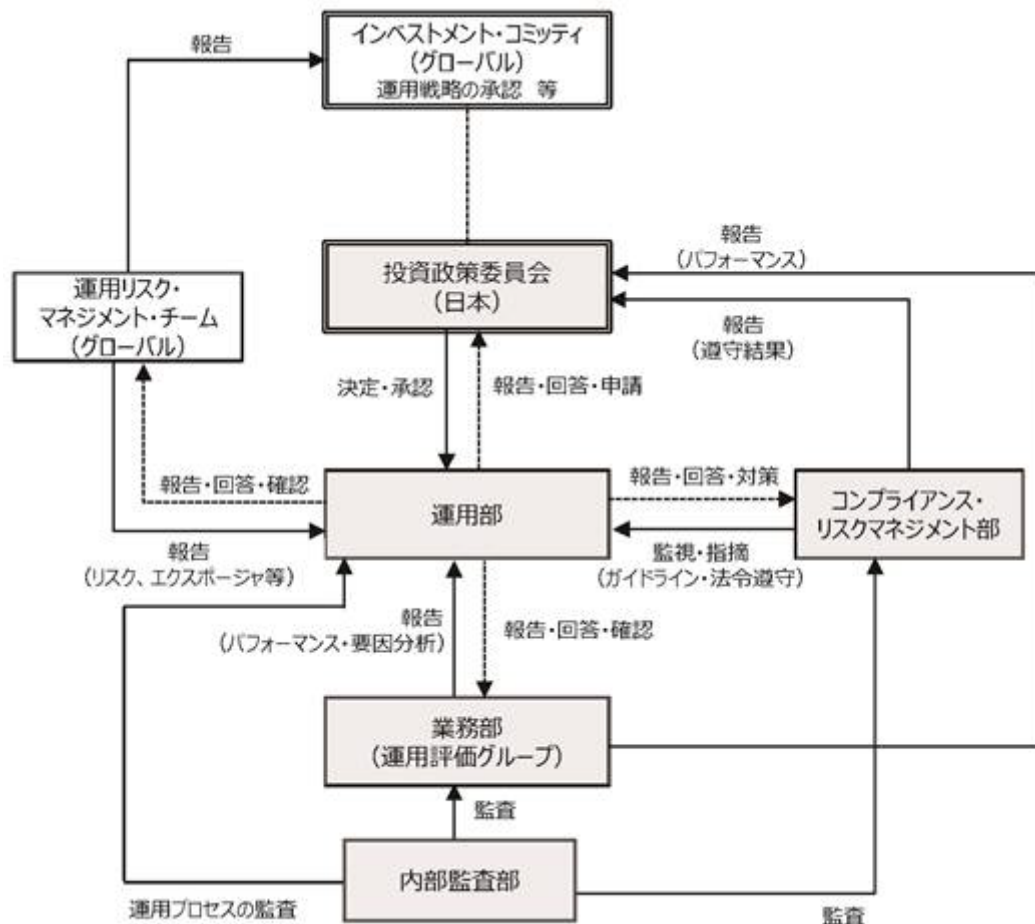 報告
インベストメント・コミッティ
(グローバル)
運用戦略の承認 等
運用リスク・
マネジメント・チーム
(グローバル)
投資政策委員会
(日本)
報告
(パフォーマンス)
報告
(遵守結果)
決定・承認
報告・回答・申請
報告・回答・確認
運用部
報告・回答・対策
コンプライアンス・
リスクマネジメント部
報告
(リスク、エクスポージャ等)
監視・指摘
(ガイドライン・法令遵守)
報告
(パフォーマンス・要因分析)
報告・回答・確認
業務部
(運用評価グループ)
監査
内部監査部
運用プロセスの監査
監査